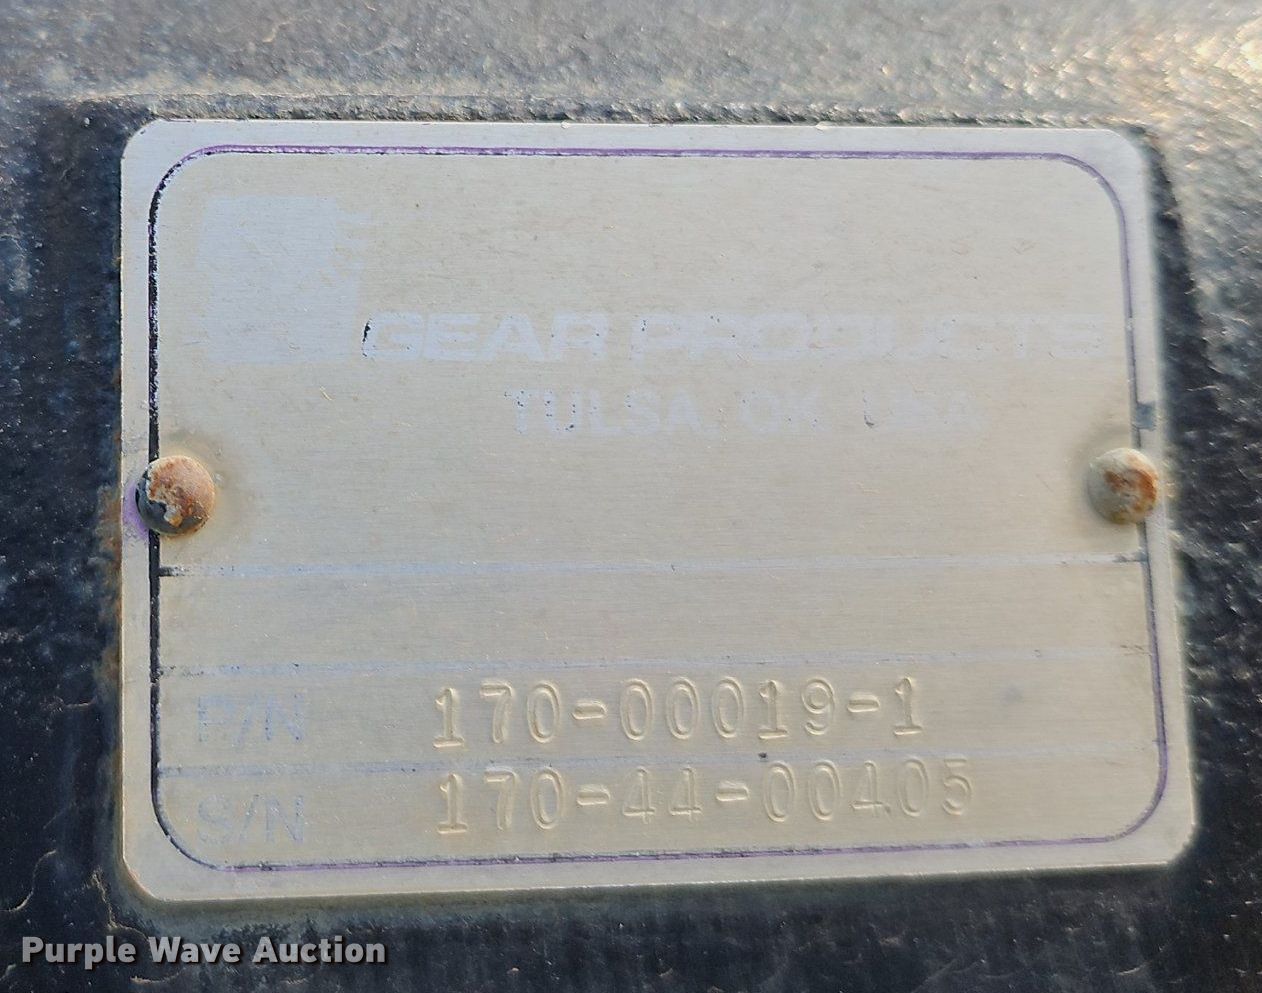 GEAR PRODUCTS
TULSA, OK USA
P/N 170-00019-1
S/N 170-44-00405
Purple Wave Auction